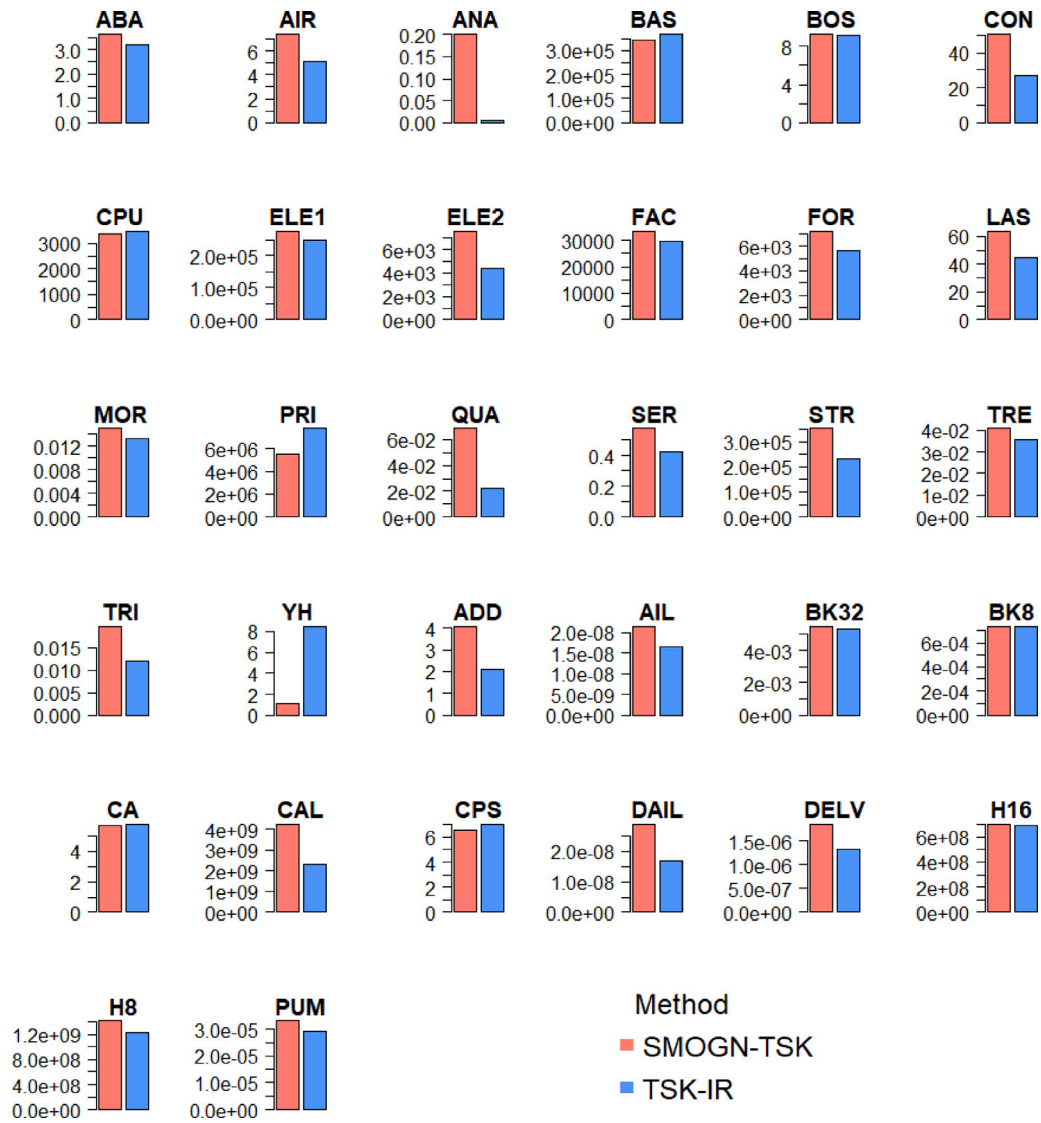 ABA AIR ANA BAS BOS CON
3.0
2.0
1.0
0.0
6
4
2
0
0.20
0.15
0.10
0.05
0.00
3.0e+05
2.0e+05
1.0e+05
0.0e+00
8
4
0
40
20
0
CPU ELE1 ELE2 FAC FOR LAS
3000
2000
1000
0
2.0e+05
1.0e+05
0.0e+00
6e+03
4e+03
2e+03
0e+00
30000
20000
10000
0
6e+03
4e+03
2e+03
0e+00
60
40
20
0
MOR PRI QUA SER STR TRE
0.012
0.008
0.004
0.000
6e+06
4e+06
2e+06
0e+00
6e-02
4e-02
2e-02
0e+00
0.4
0.2
0.0
3.0e+05
2.0e+05
1.0e+05
0.0e+00
4e-02
3e-02
2e-02
1e-02
0e+00
TRI YH ADD AIL BK32 BK8
0.015
0.010
0.005
0.000
8
6
4
2
0
4
3
2
1
0
2.0e-08
1.5e-08
1.0e-08
5.0e-09
0.0e+00
4e-03
2e-03
0e+00
6e-04
4e-04
2e-04
0e+00
CA CAL CPS DAIL DELV H16
4
2
0
4e+09
3e+09
2e+09
1e+09
0e+00
6
4
2
0
2.0e-08
1.0e-08
0.0e+00
1.5e-06
1.0e-06
5.0e-07
0.0e+00
6e+08
4e+08
2e+08
0e+00
H8 PUM
1.2e+09
8.0e+08
4.0e+08
0.0e+00
3.0e-05
2.0e-05
1.0e-05
0.0e+00
Method
SMOGN-TSK
TSK-IR